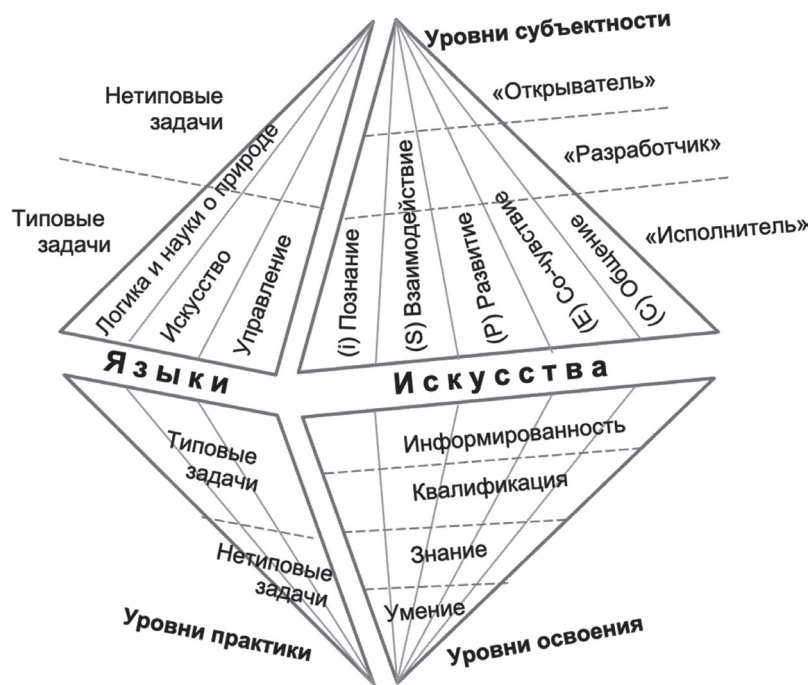 Уровни субъектности
Нетиповые
задачи
«Открыватель»
«Разработчик»
Типовые
задачи
«Исполнитель»
Логика и науки о природе
Искусство
Управление
(i) Познание
(S) Взаимодействие
(P) Развитие
(E) Со-чувствие
(C) Общение
Языки
Искусства
Типовые
задачи
Нетиповые
задачи
Информированность
Квалификация
Знание
Умение
Уровни практики
Уровни освоения